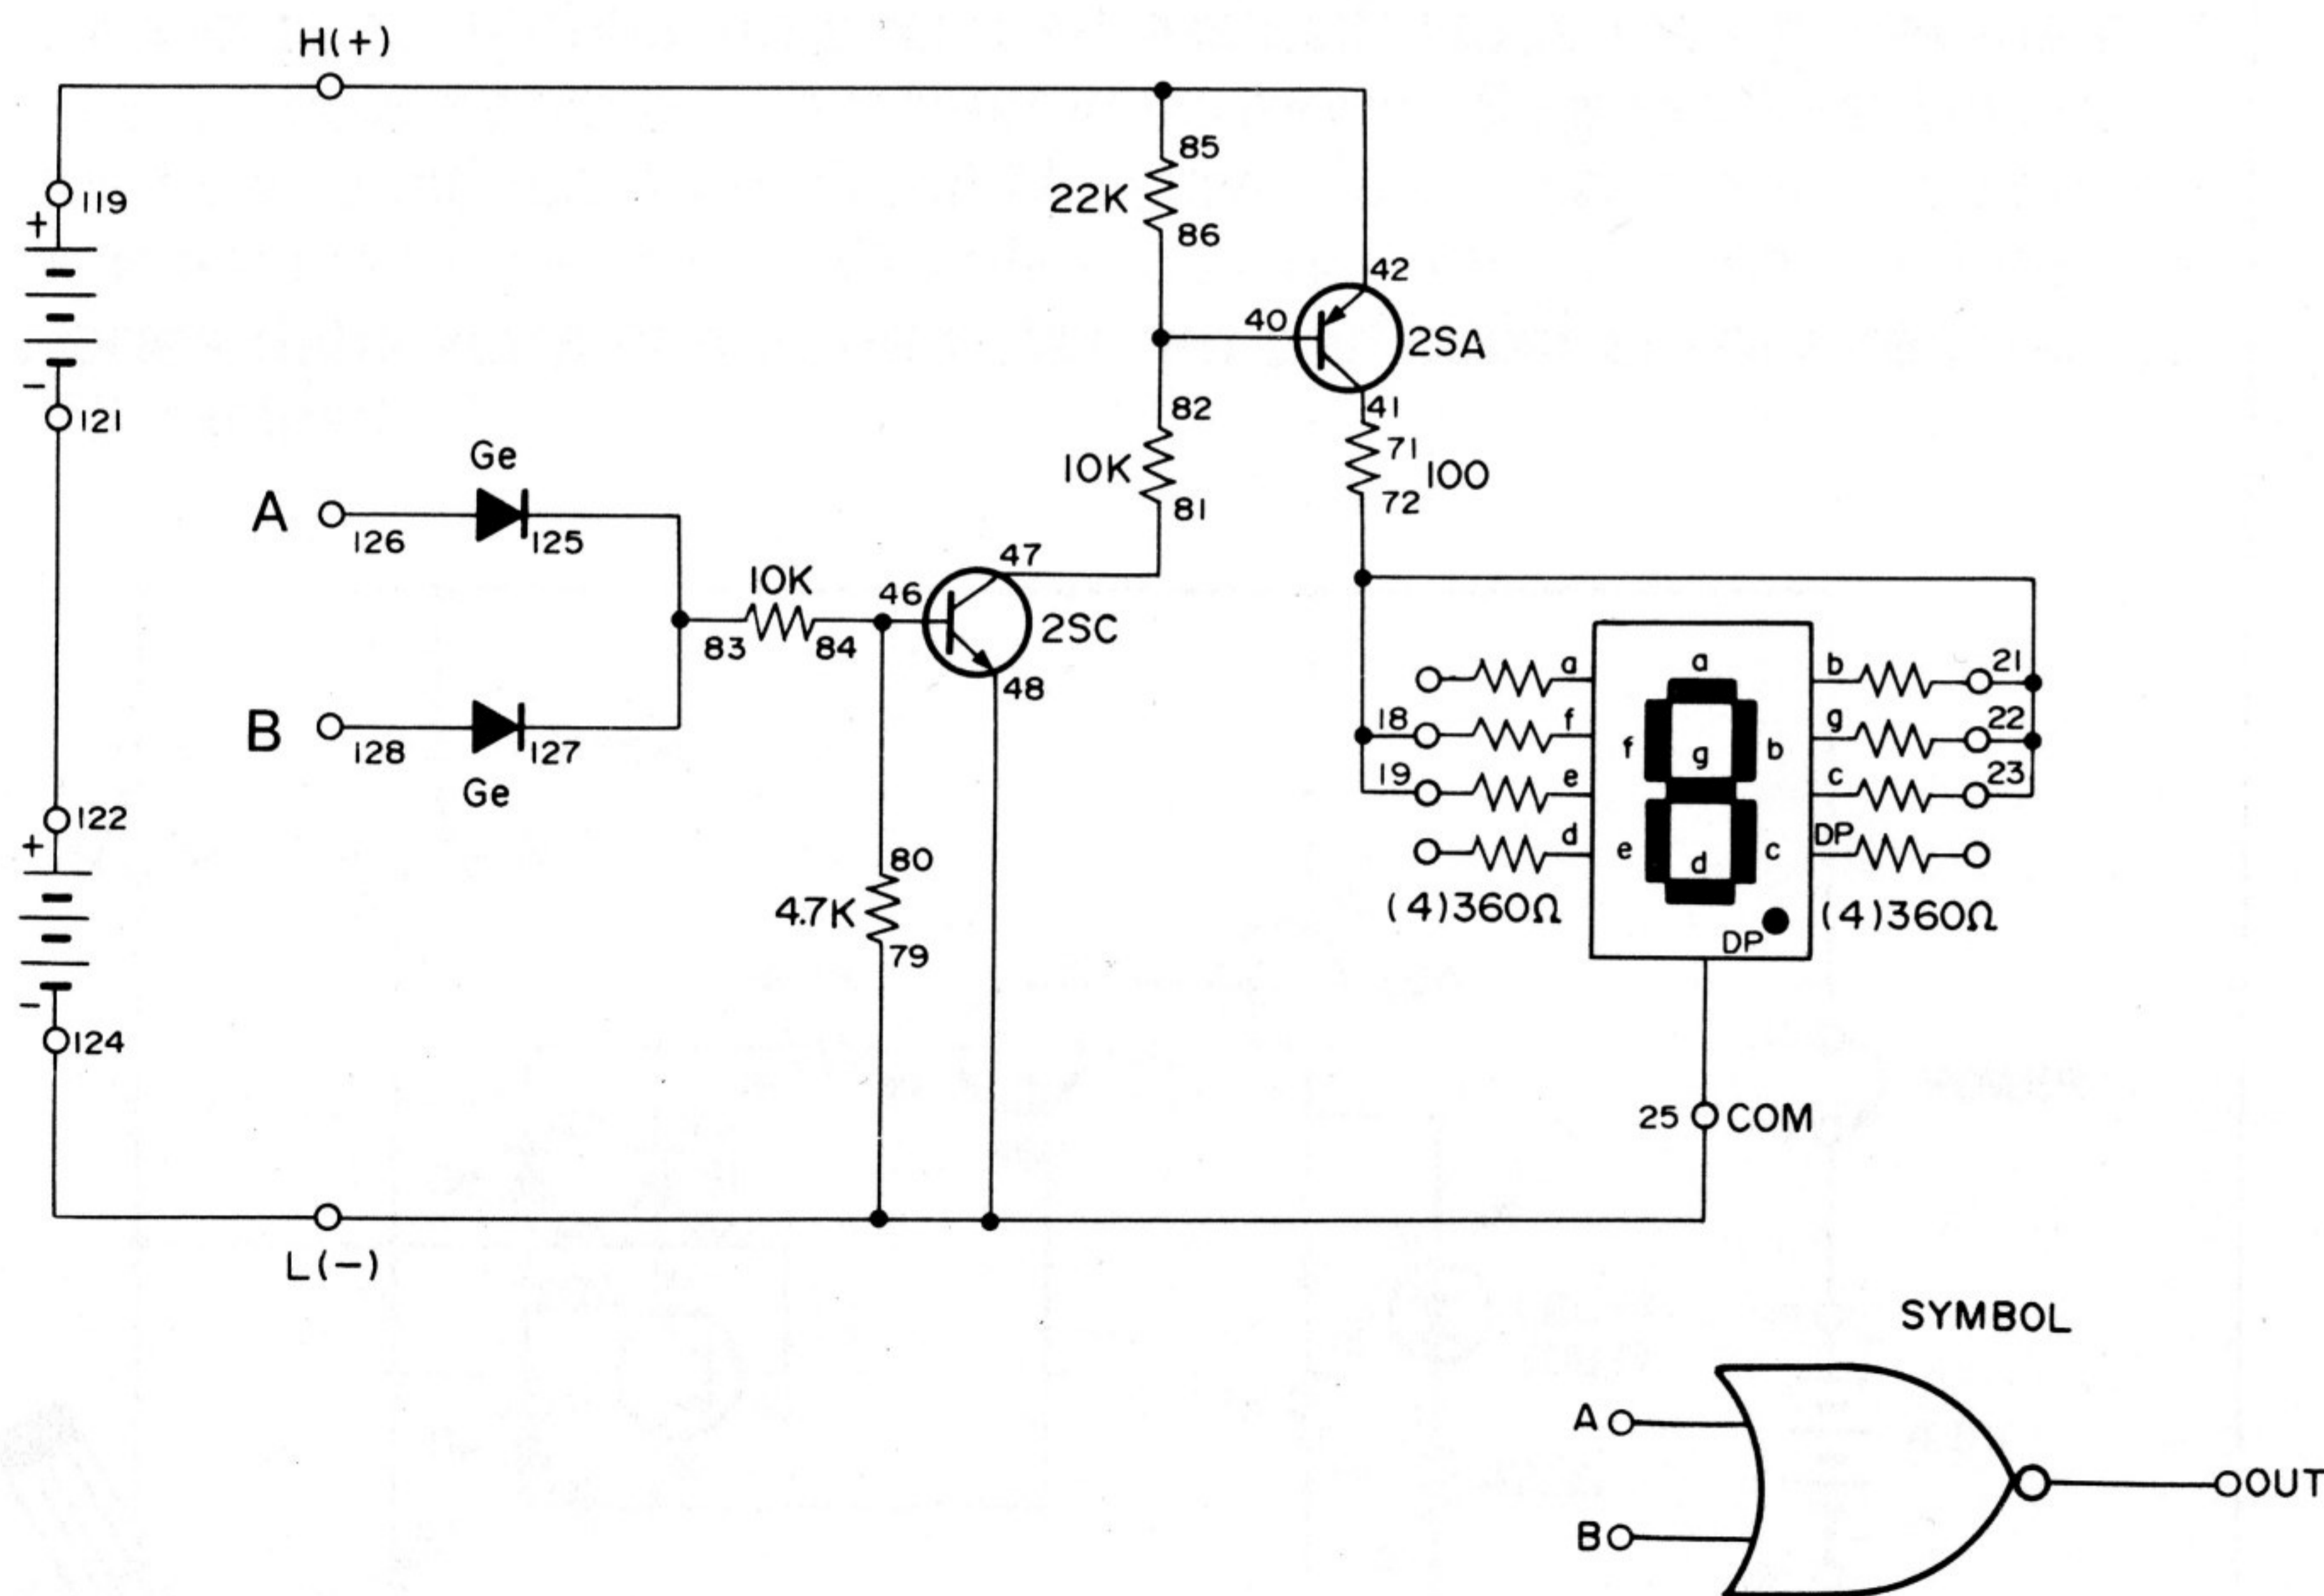 H(+)
119
+
−
121
85
22K
86
42
40
2SA
41
71
100
72
82
10K
81
Ge
A
126
125
10K
83
84
46
47
2SC
48
B
128
127
Ge
122
+
−
124
80
4.7K
79
L(−)
a
18
f
19
e
d
(4)360Ω
a
f
g
b
e
d
c
DP
b
21
g
22
c
23
DP
(4)360Ω
25
COM
SYMBOL
A
B
OUT